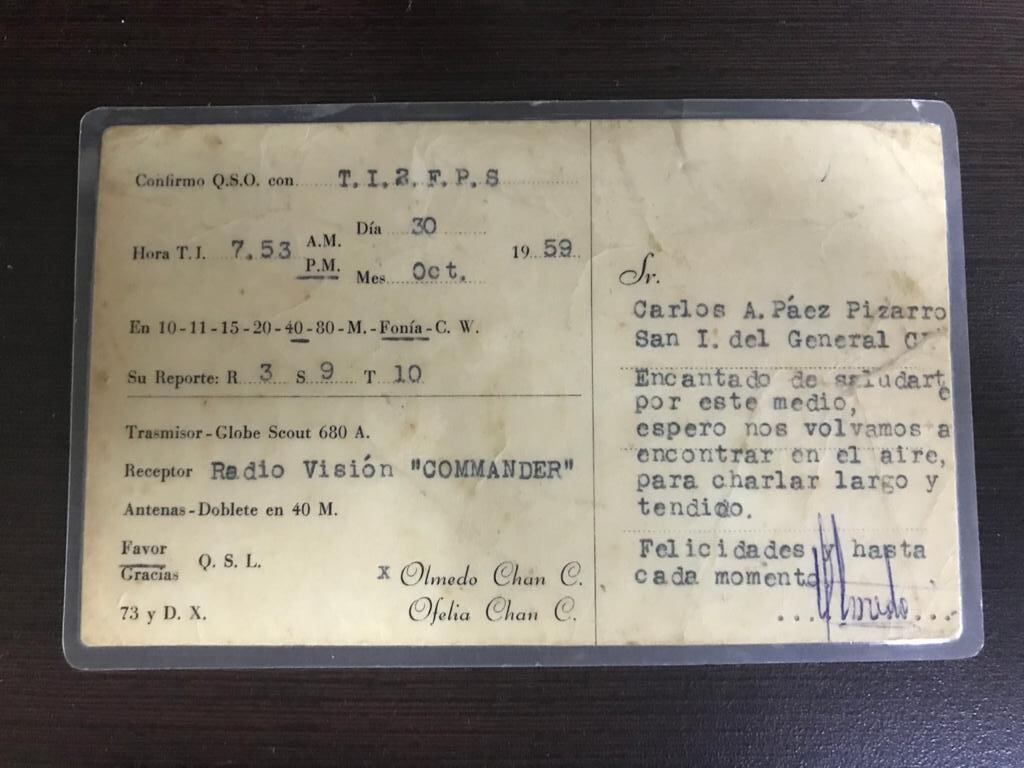 Confirmo Q.S.O. con T.I.2.F.P.S
Hora T.I. 7.53 A.M. P.M. Día 30 Mes Oct. 1959
En 10-11-15-20-40-80-M.-Fonía-C. W.
Su Reporte: R 3 S 9 T 10
Trasmisor-Globe Scout 680 A.
Receptor Radio Visión "COMMANDER"
Antenas-Doblete en 40 M.
Favor
Gracias Q. S. L.
73 y D. X.
x Olmedo Chan C.
Ofelia Chan C.
Sr.
Carlos A. Páez Pizarro
San I. del General
Encantado de saludarte
por este medio,
espero nos volvamos a
encontrar en el aire,
para charlar largo y
tendido.
Felicidades y hasta
cada momento
...Olmedo...